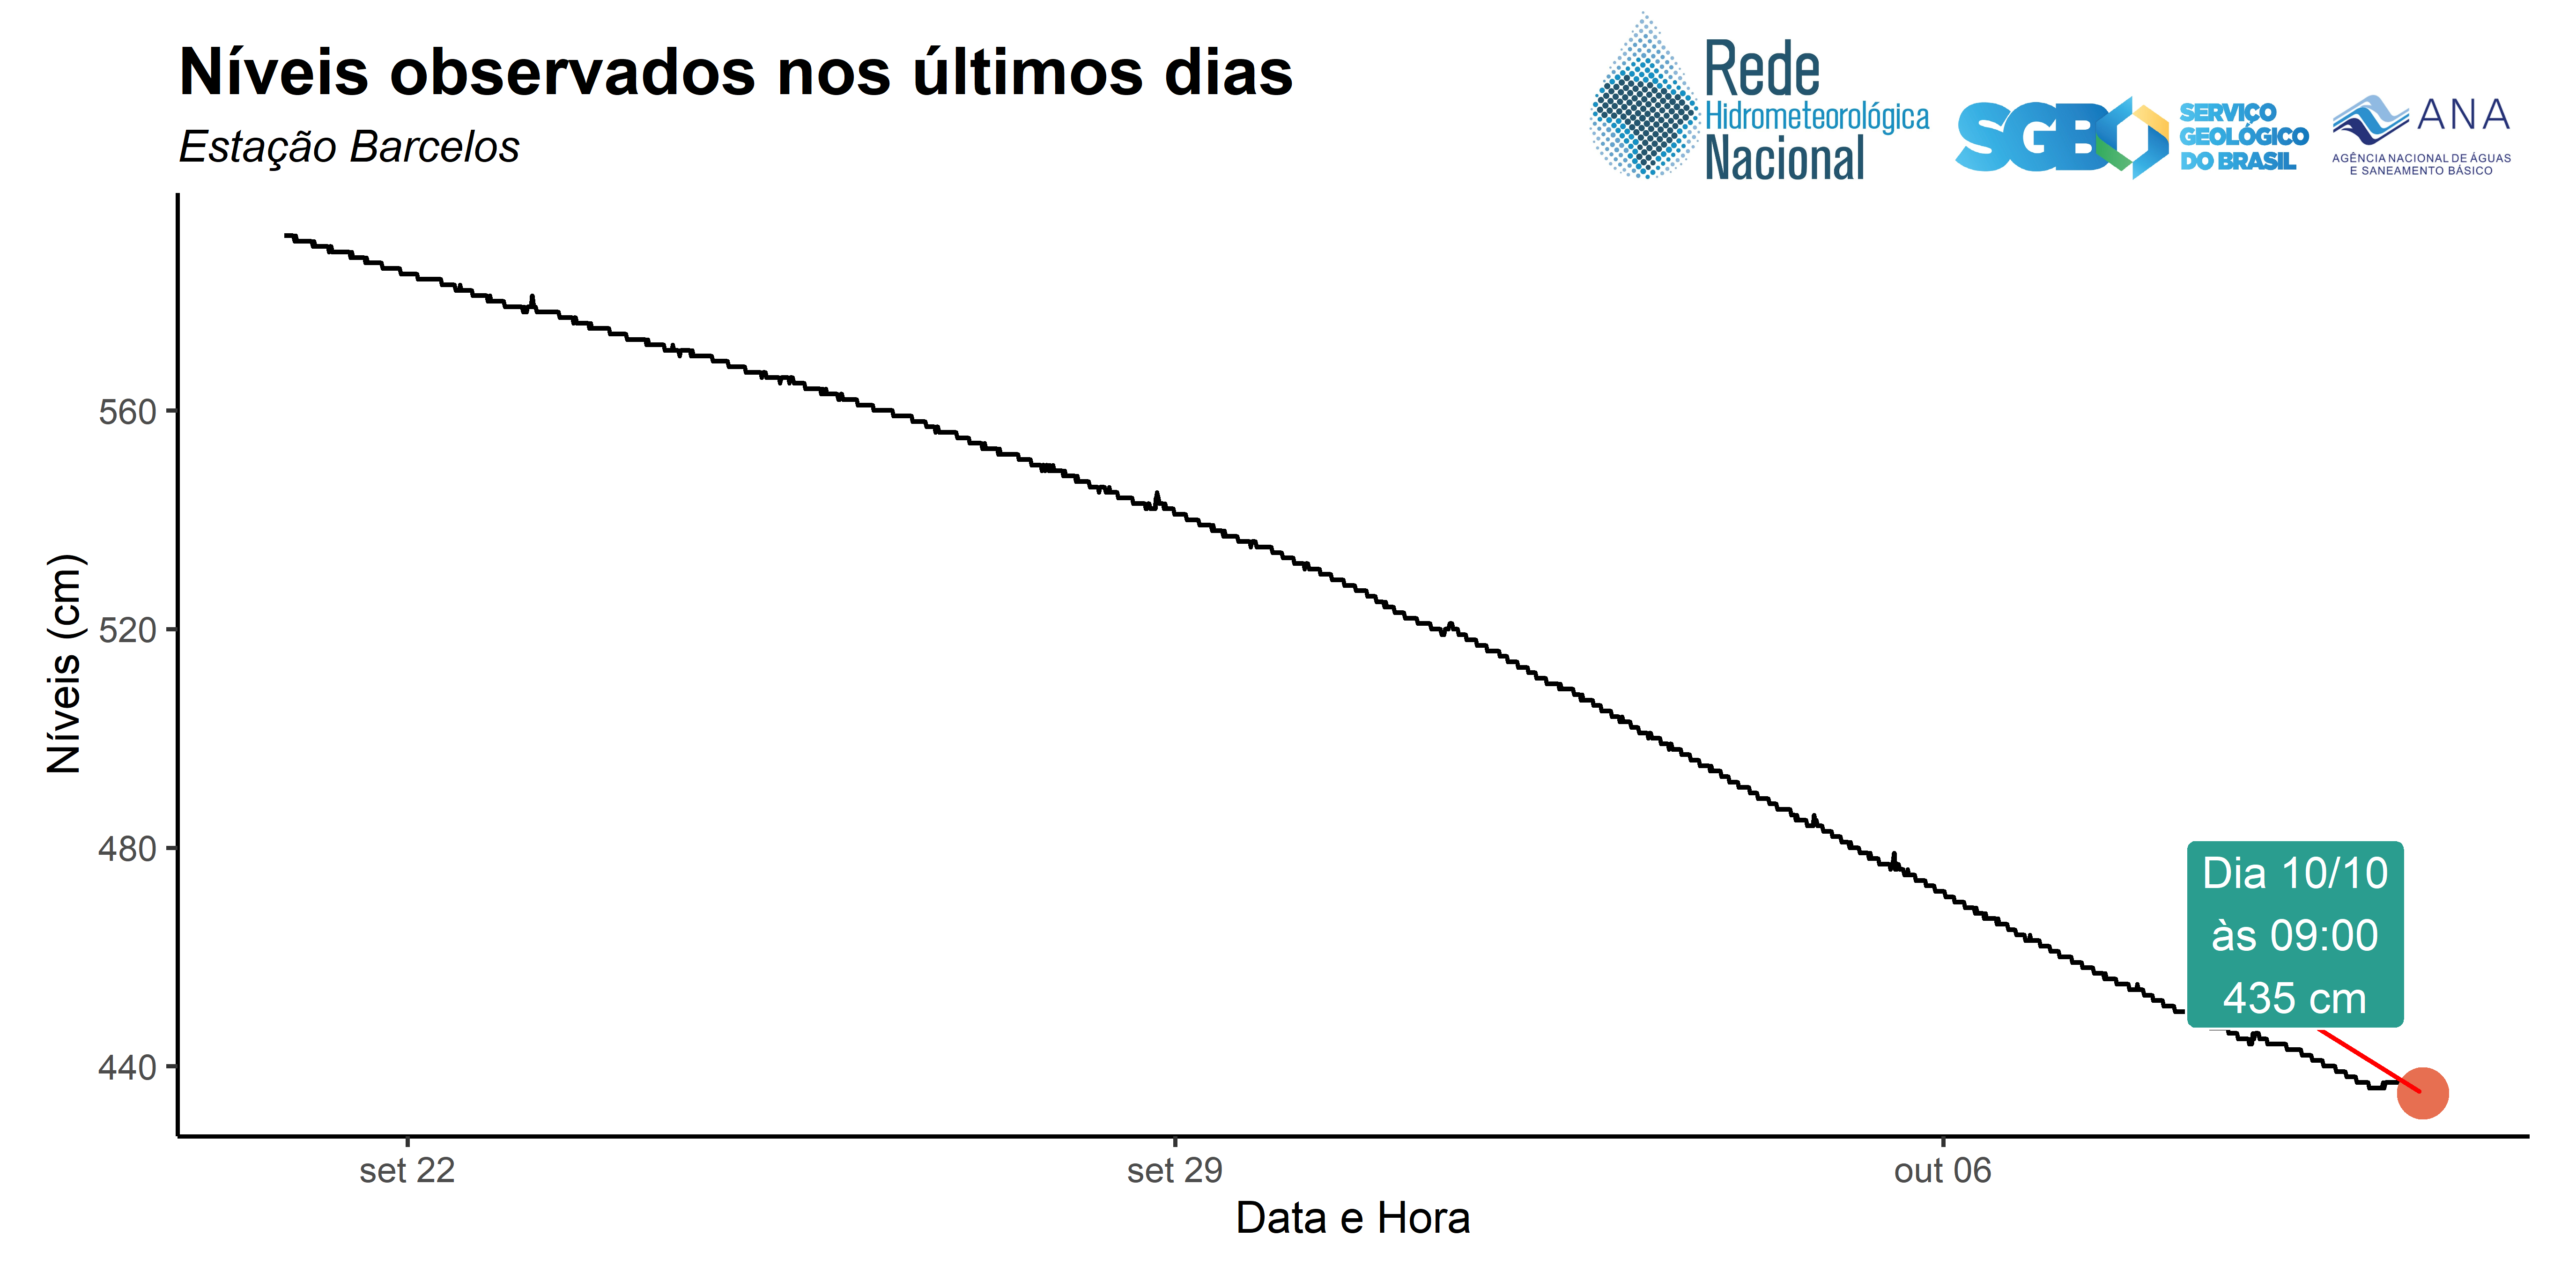 Níveis observados nos últimos dias
Estação Barcelos
Rede
Hidrometeorológica
Nacional
SGB
SERVIÇO
GEOLÓGICO
DO BRASIL
ANA
AGÊNCIA NACIONAL DE ÁGUAS
E SANEAMENTO BÁSICO
Níveis (cm)
560
520
480
440
Dia 10/10
às 09:00
435 cm
set 22
set 29
out 06
Data e Hora